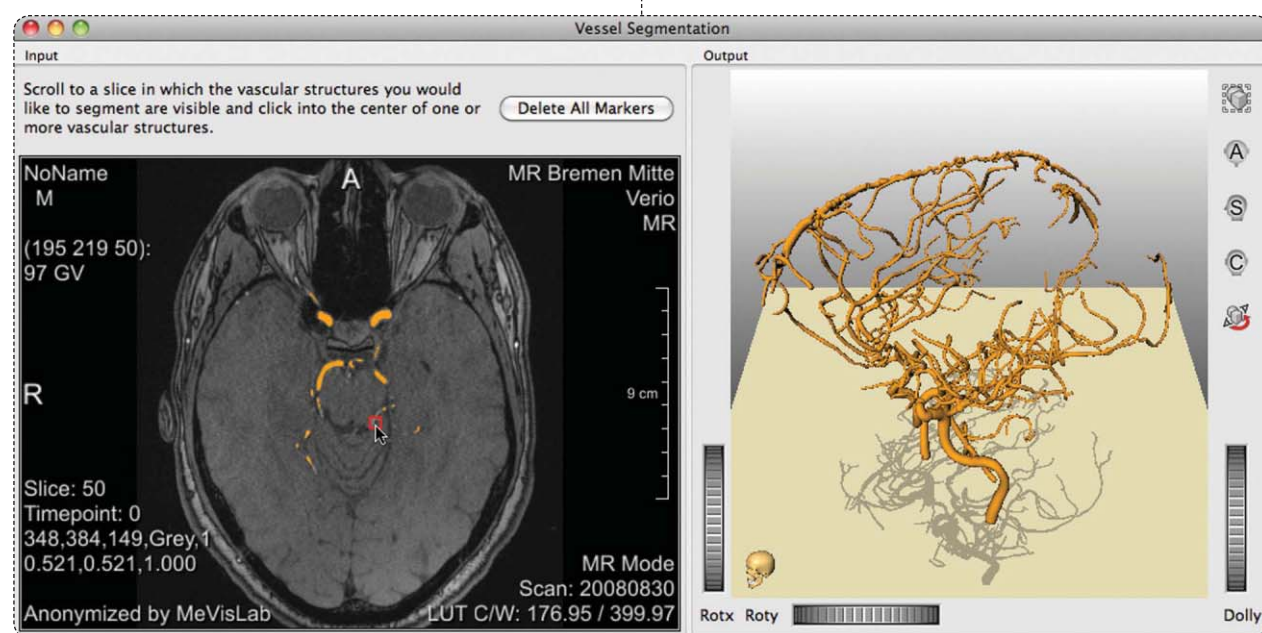 Vessel Segmentation
Input
Scroll to a slice in which the vascular structures you would
like to segment are visible and click into the center of one or
more vascular structures.
Delete All Markers
NoName
M
(195 219 50):
97 GV
A
MR Bremen Mitte
Verio
MR
R
9 cm
Slice: 50
Timepoint: 0
348,384,149,Grey,1
0.521,0.521,1.000
Anonymized by MeVisLab
MR Mode
Scan: 20080830
LUT C/W: 176.95 / 399.97
Output
A
S
C
Rotx Roty
Dolly